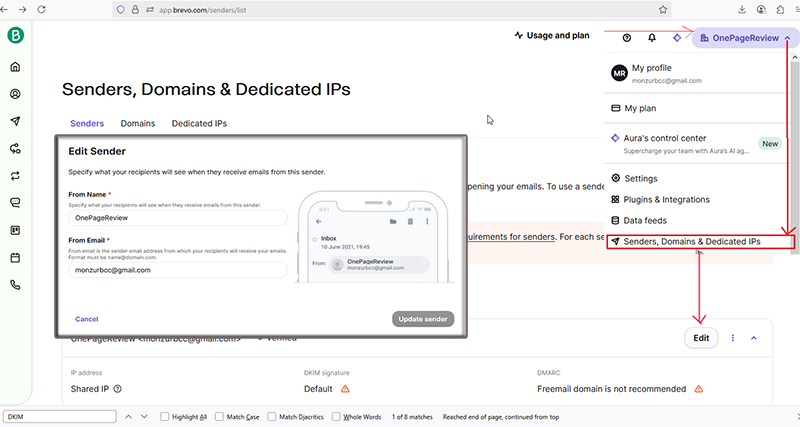 app.brevo.com/senders/list
B
Usage and plan
OnePageReview
Senders, Domains & Dedicated IPs
Senders Domains Dedicated IPs
MR
My profile
monzurbcc@gmail.com
My plan
Aura's control center
Supercharge your team with Aura's AI ag...
New
Settings
Plugins & Integrations
Data feeds
Senders, Domains & Dedicated IPs
pening your emails. To use a sende
uirements for senders. For each se
Edit Sender
Specify what your recipients will see when they receive emails from this sender.
From Name *
Specify what your recipients will see when they receive emails from this sender.
OnePageReview
From Email *
From email is the sender email address from which your recipients will receive your emails.
Format must be name@domain.com.
monzurbcc@gmail.com
9:41
Inbox
10 June 2021, 19:45
From:
OnePageReview
monzurbcc@gmail.com
Cancel
Update sender
OnePageReview <monzurbcc@gmail.com> Verified
Edit
IP address DKIM signature DMARC
Shared IP Default Freemail domain is not recommended
DKIM
Highlight All Match Case Match Diacritics Whole Words 1 of 8 matches Reached end of page, continued from top